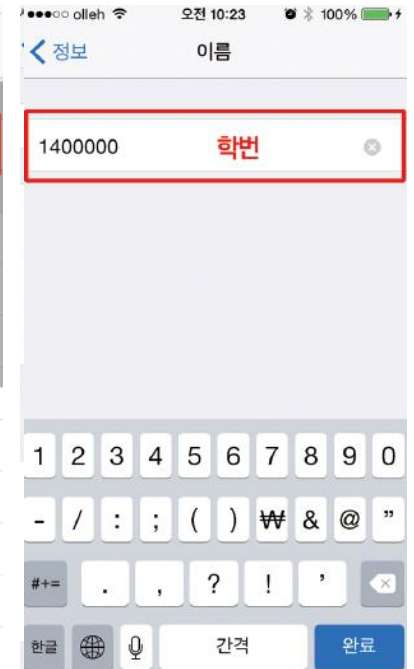 olleh 오전 10:23 100%
정보 이름
1400000 학번
1 2 3 4 5 6 7 8 9 0
- / : ; ( ) ₩ & @ ”
#+= . , ? ! ’
한글 간격 완료